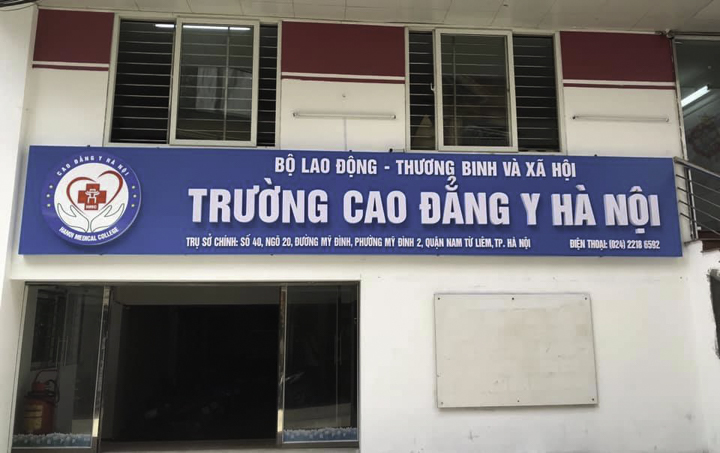 CAO ĐẲNG Y HÀ NỘI
HANOI MEDICAL COLLEGE
BỘ LAO ĐỘNG - THƯƠNG BINH VÀ XÃ HỘI
TRƯỜNG CAO ĐẲNG Y HÀ NỘI
TRỤ SỞ CHÍNH: SỐ 40, NGÕ 20, ĐƯỜNG MỸ ĐÌNH, PHƯỜNG MỸ ĐÌNH 2, QUẬN NAM TỪ LIÊM, TP. HÀ NỘI
ĐIỆN THOẠI: (024) 2218 6592